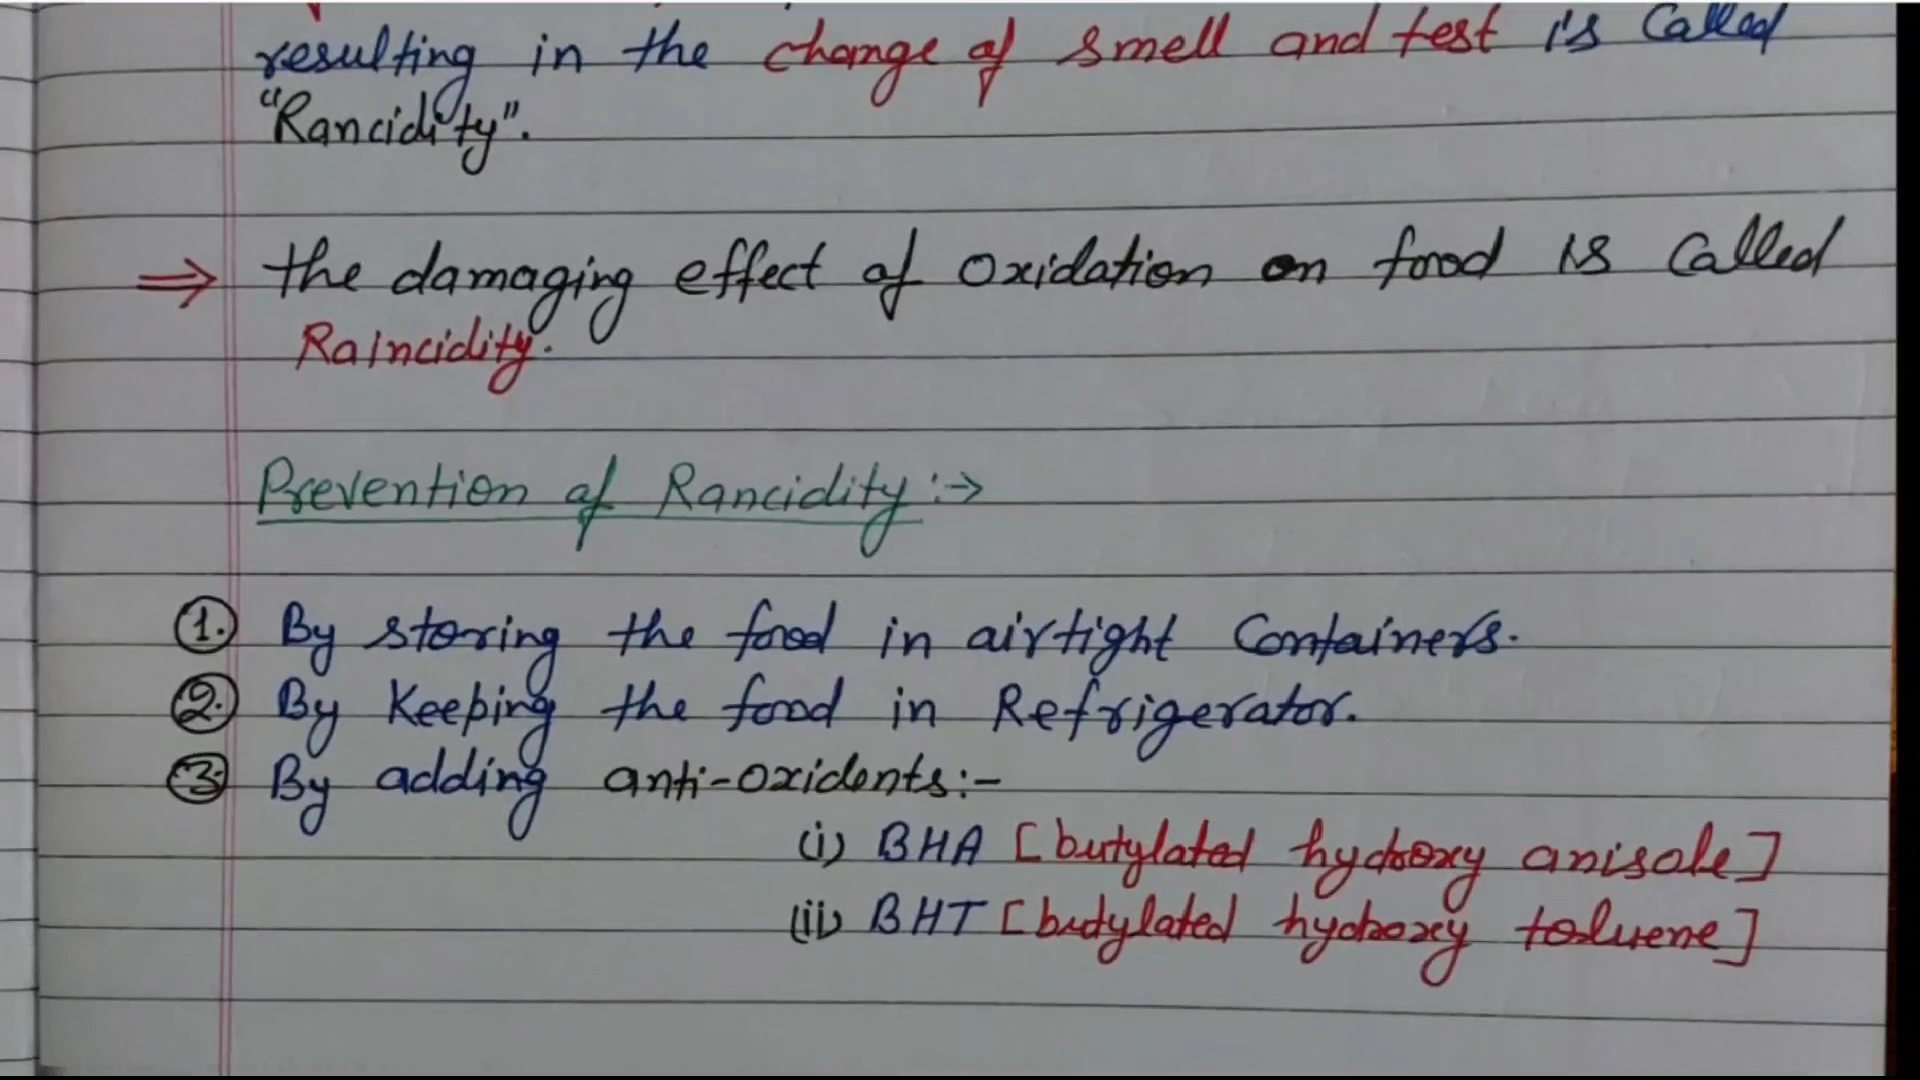 resulting in the change of smell and test is Called
"Rancidity".
⇒ the damaging effect of Oxidation on food is Called
Raincidity.
Prevention of Rancidity :→
1. By storing the food in airtight Containers.
2. By Keeping the food in Refrigerator.
3. By adding anti-oxidents:-
(i) BHA [butylated hydroxy anisole]
(ii) BHT [butylated hydroxy toluene]